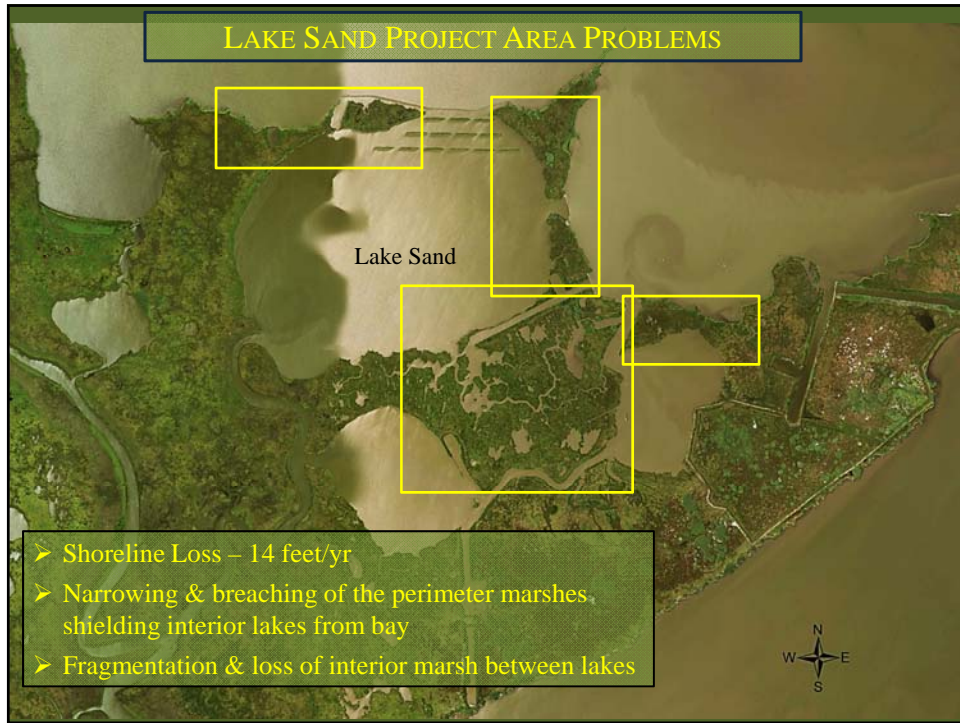 LAKE SAND PROJECT AREA PROBLEMS
Lake Sand
➢ Shoreline Loss – 14 feet/yr
➢ Narrowing & breaching of the perimeter marshes
shielding interior lakes from bay
➢ Fragmentation & loss of interior marsh between lakes
N
W E
S